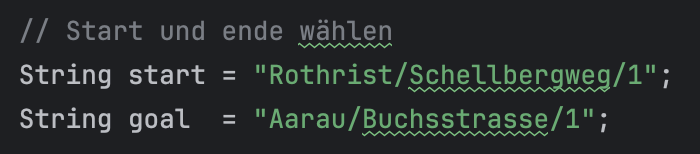 // Start und ende wählen
String start = "Rothrist/Schellbergweg/1";
String goal  = "Aarau/Buchsstrasse/1";